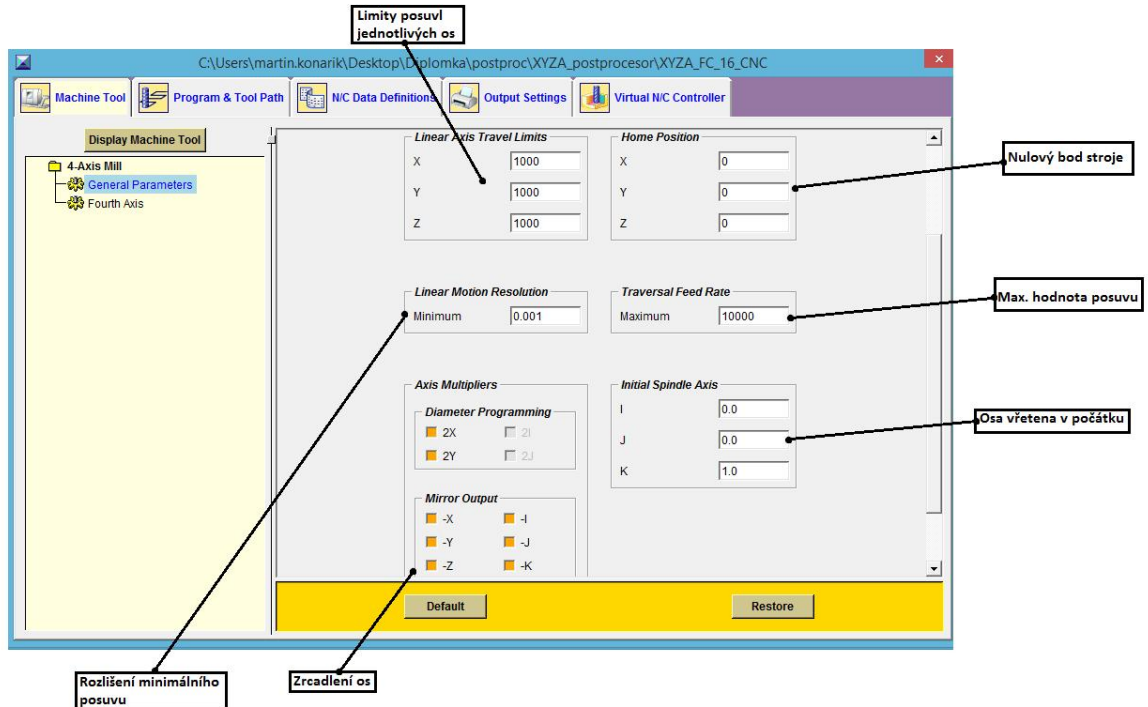 Limity posuvl
jednotlivých os
C:\Users\martin.konarik\Desktop\Diplomka\postproc\XYZA_postprocesor\XYZA_FC_16_CNC
Machine Tool
Program & Tool Path
N/C Data Definitions
Output Settings
Virtual N/C Controller
Display Machine Tool
4-Axis Mill
General Parameters
Fourth Axis
Linear Axis Travel Limits
X 1000
Y 1000
Z 1000
Home Position
X 0
Y 0
Z 0
Nulový bod stroje
Linear Motion Resolution
Minimum 0.001
Traversal Feed Rate
Maximum 10000
Max. hodnota posuvu
Axis Multipliers
Diameter Programming
2X 2I
2Y 2J
Mirror Output
-X -I
-Y -J
-Z -K
Initial Spindle Axis
I 0.0
J 0.0
K 1.0
Osa vřetena v počátku
Default
Restore
Rozlišení minimálního
posuvu
Zrcadlení os